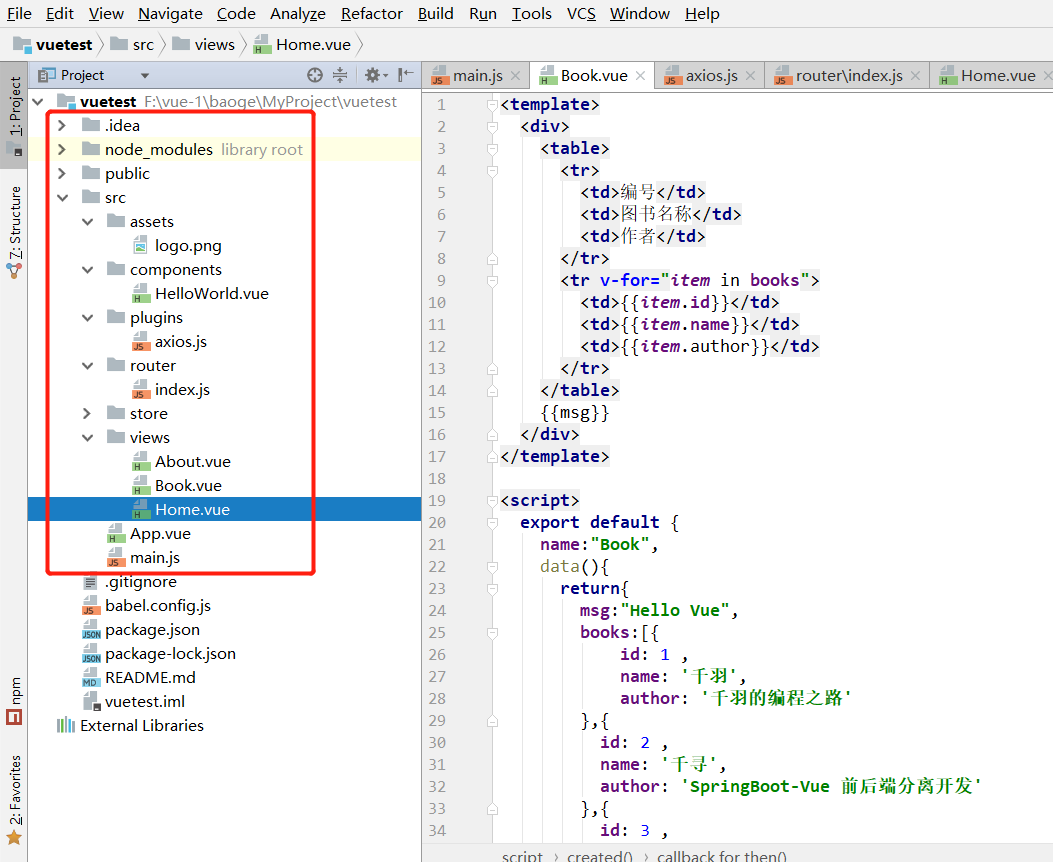 File Edit View Navigate Code Analyze Refactor Build Run Tools VCS Window Help
vuetest src views Home.vue
Project
main.js Book.vue axios.js router\index.js Home.vue
1: Project
7: Structure
npm
2: Favorites
vuetest F:\vue-1\baoge\MyProject\vuetest
.idea
node_modules library root
public
src
assets
logo.png
components
HelloWorld.vue
plugins
axios.js
router
index.js
store
views
About.vue
Book.vue
Home.vue
App.vue
main.js
.gitignore
babel.config.js
package.json
package-lock.json
README.md
vuetest.iml
External Libraries
1 <template>
2 <div>
3 <table>
4 <tr>
5 <td>编号</td>
6 <td>图书名称</td>
7 <td>作者</td>
8 </tr>
9 <tr v-for="item in books">
10 <td>{{item.id}}</td>
11 <td>{{item.name}}</td>
12 <td>{{item.author}}</td>
13 </tr>
14 </table>
15 {{msg}}
16 </div>
17 </template>
18
19 <script>
20 export default {
21 name:"Book",
22 data(){
23 return{
24 msg:"Hello Vue",
25 books:[{
26 id: 1 ,
27 name: '千羽',
28 author: '千羽的编程之路'
29 },{
30 id: 2 ,
31 name: '千寻',
32 author: 'SpringBoot-Vue 前后端分离开发'
33 },{
34 id: 3 ,
script › created() › callback for then()